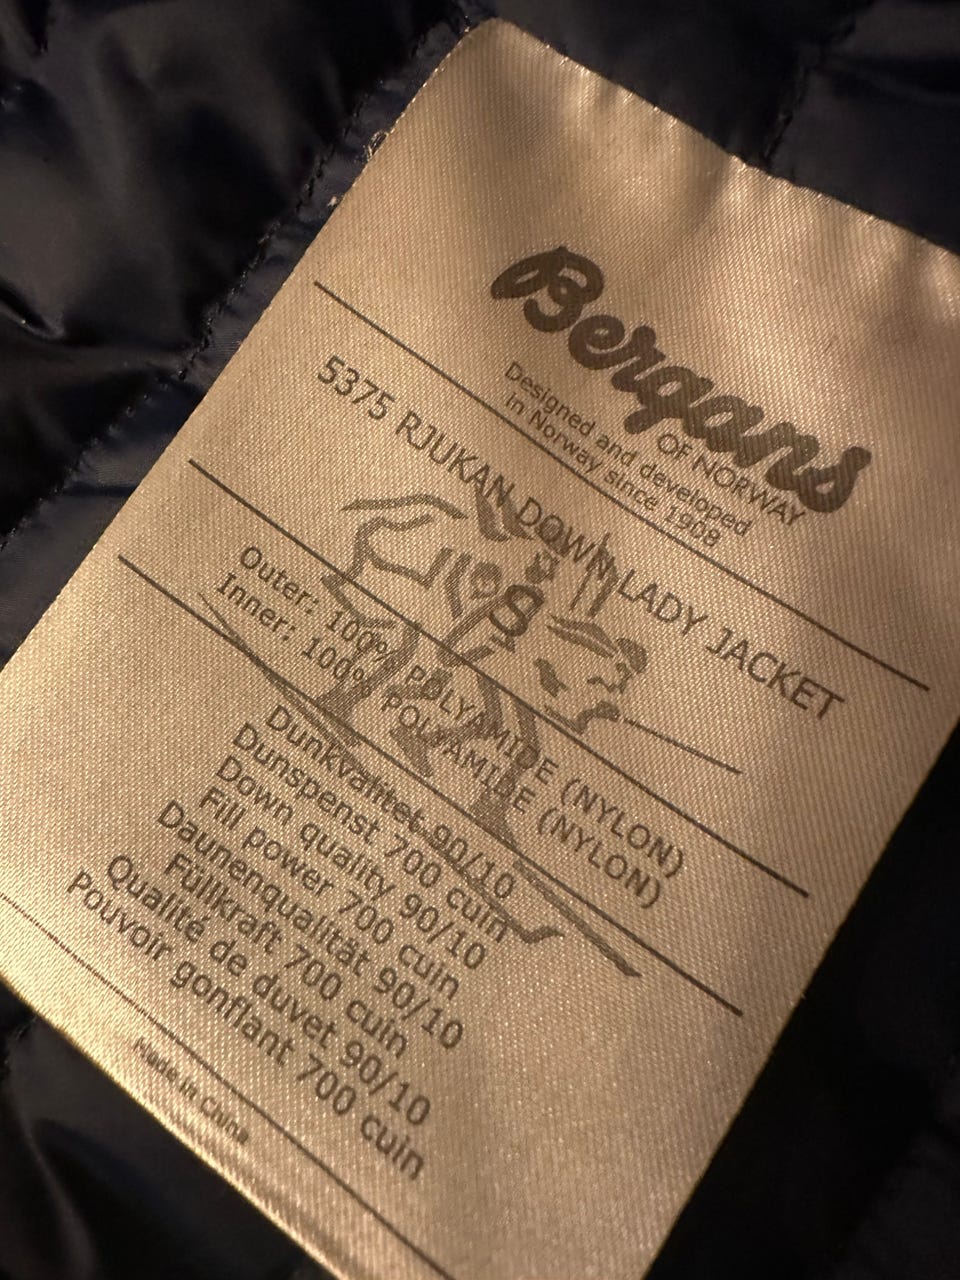 Bergans
OF NORWAY
Designed and developed
in Norway since 1908
5375 RJUKAN DOWN LADY JACKET
S
Outer: 100% POLYAMIDE (NYLON)
Inner: 100% POLYAMIDE (NYLON)
Dunkvalitet 90/10
Dunspenst 700 cuin
Down quality 90/10
Fill power 700 cuin
Daunenqualität 90/10
Füllkraft 700 cuin
Qualité de duvet 90/10
Pouvoir gonflant 700 cuin
Made in China